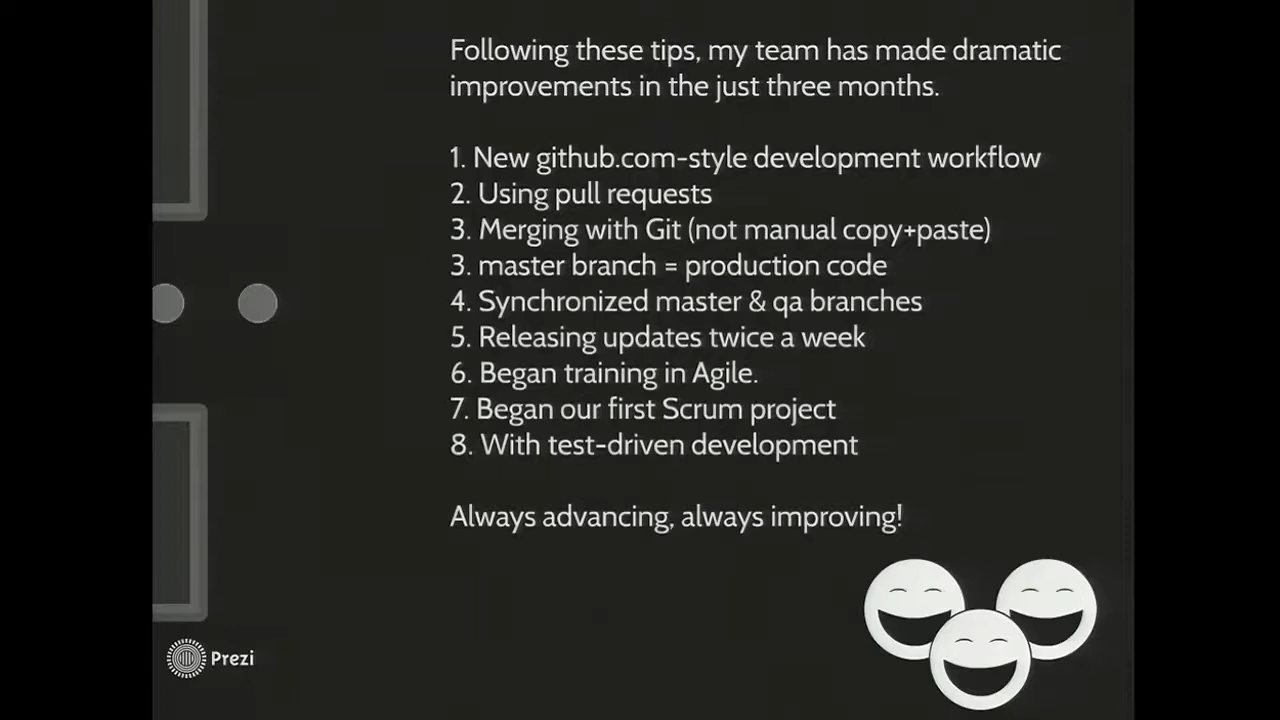 Following these tips, my team has made dramatic
improvements in the just three months.
1. New github.com-style development workflow
2. Using pull requests
3. Merging with Git (not manual copy+paste)
3. master branch = production code
4. Synchronized master & qa branches
5. Releasing updates twice a week
6. Began training in Agile.
7. Began our first Scrum project
8. With test-driven development
Always advancing, always improving!
Prezi